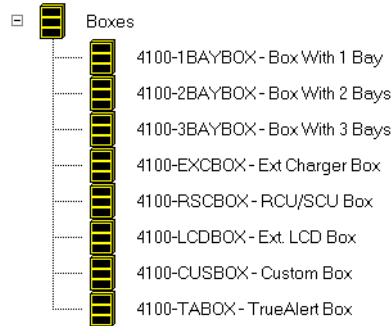 Boxes
4100-1BAYBOX - Box With 1 Bay
4100-2BAYBOX - Box With 2 Bays
4100-3BAYBOX - Box With 3 Bays
4100-EXCBOX - Ext Charger Box
4100-RSCBOX - RCU/SCU Box
4100-LCDBOX - Ext. LCD Box
4100-CUSBOX - Custom Box
4100-TABOX - TrueAlert Box